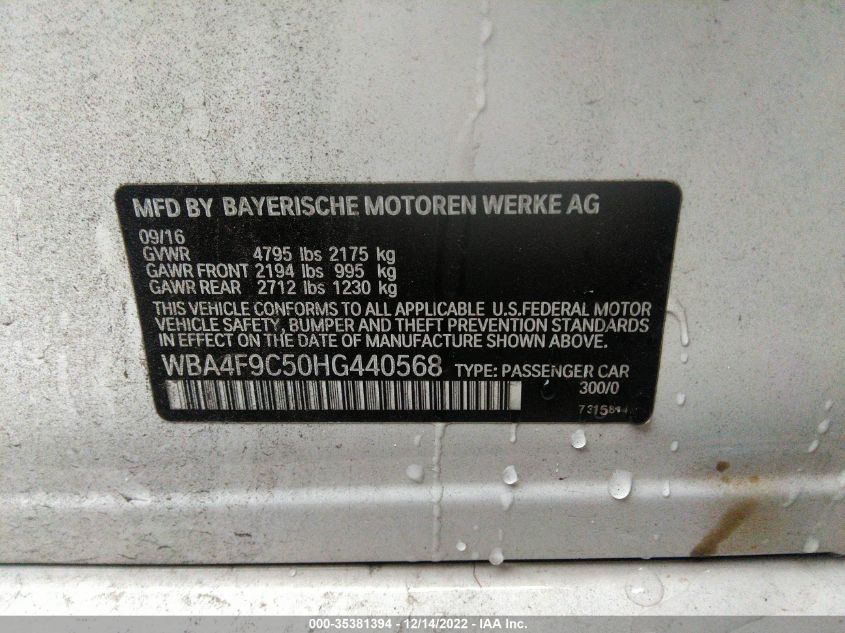 MFD BY BAYERISCHE MOTOREN WERKE AG
09/16
GVWR 4795 lbs 2175 kg
GAWR FRONT 2194 lbs 995 kg
GAWR REAR 2712 lbs 1230 kg
THIS VEHICLE CONFORMS TO ALL APPLICABLE U.S.FEDERAL MOTOR
VEHICLE SAFETY, BUMPER AND THEFT PREVENTION STANDARDS
IN EFFECT ON THE DATE OF MANUFACTURE SHOWN ABOVE.
WBA4F9C50HG440568 TYPE: PASSENGER CAR
300/0
000-35381394 - 12/14/2022 - IAA Inc.